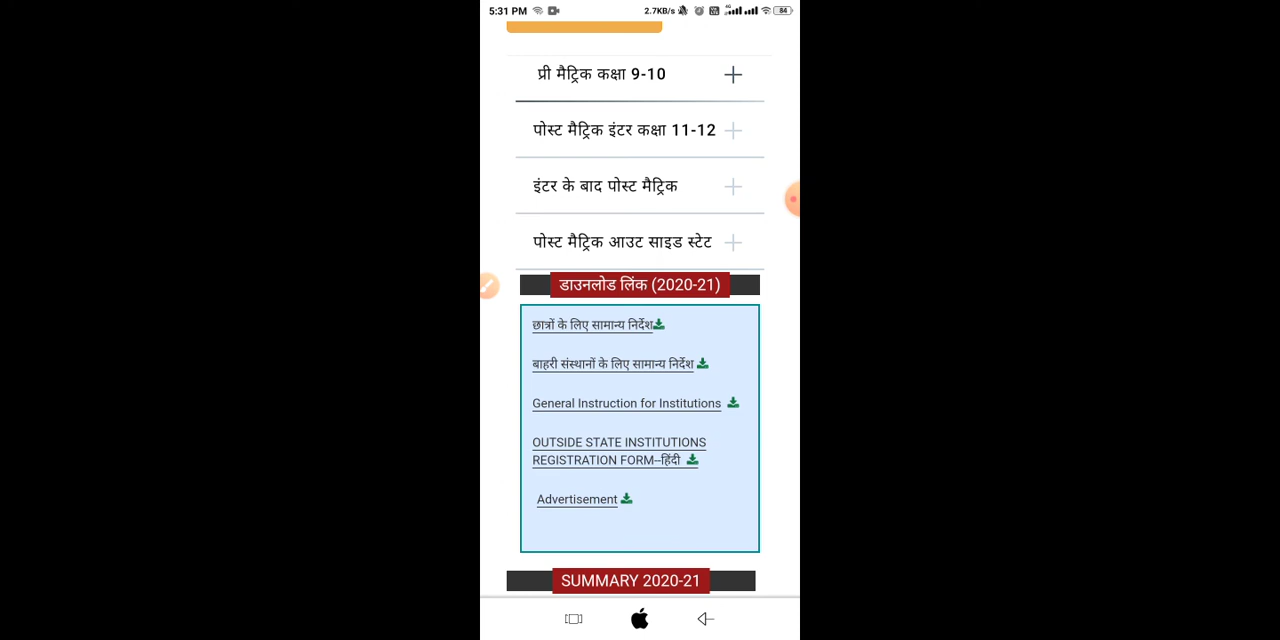 5:31 PM
2.7KB/s
84
प्री मैट्रिक कक्षा 9-10
पोस्ट मैट्रिक इंटर कक्षा 11-12
इंटर के बाद पोस्ट मैट्रिक
पोस्ट मैट्रिक आउट साइड स्टेट
डाउनलोड लिंक (2020-21)
छात्रों के लिए सामान्य निर्देश
बाहरी संस्थानों के लिए सामान्य निर्देश
General Instruction for Institutions
OUTSIDE STATE INSTITUTIONS
REGISTRATION FORM--हिंदी
Advertisement
SUMMARY 2020-21